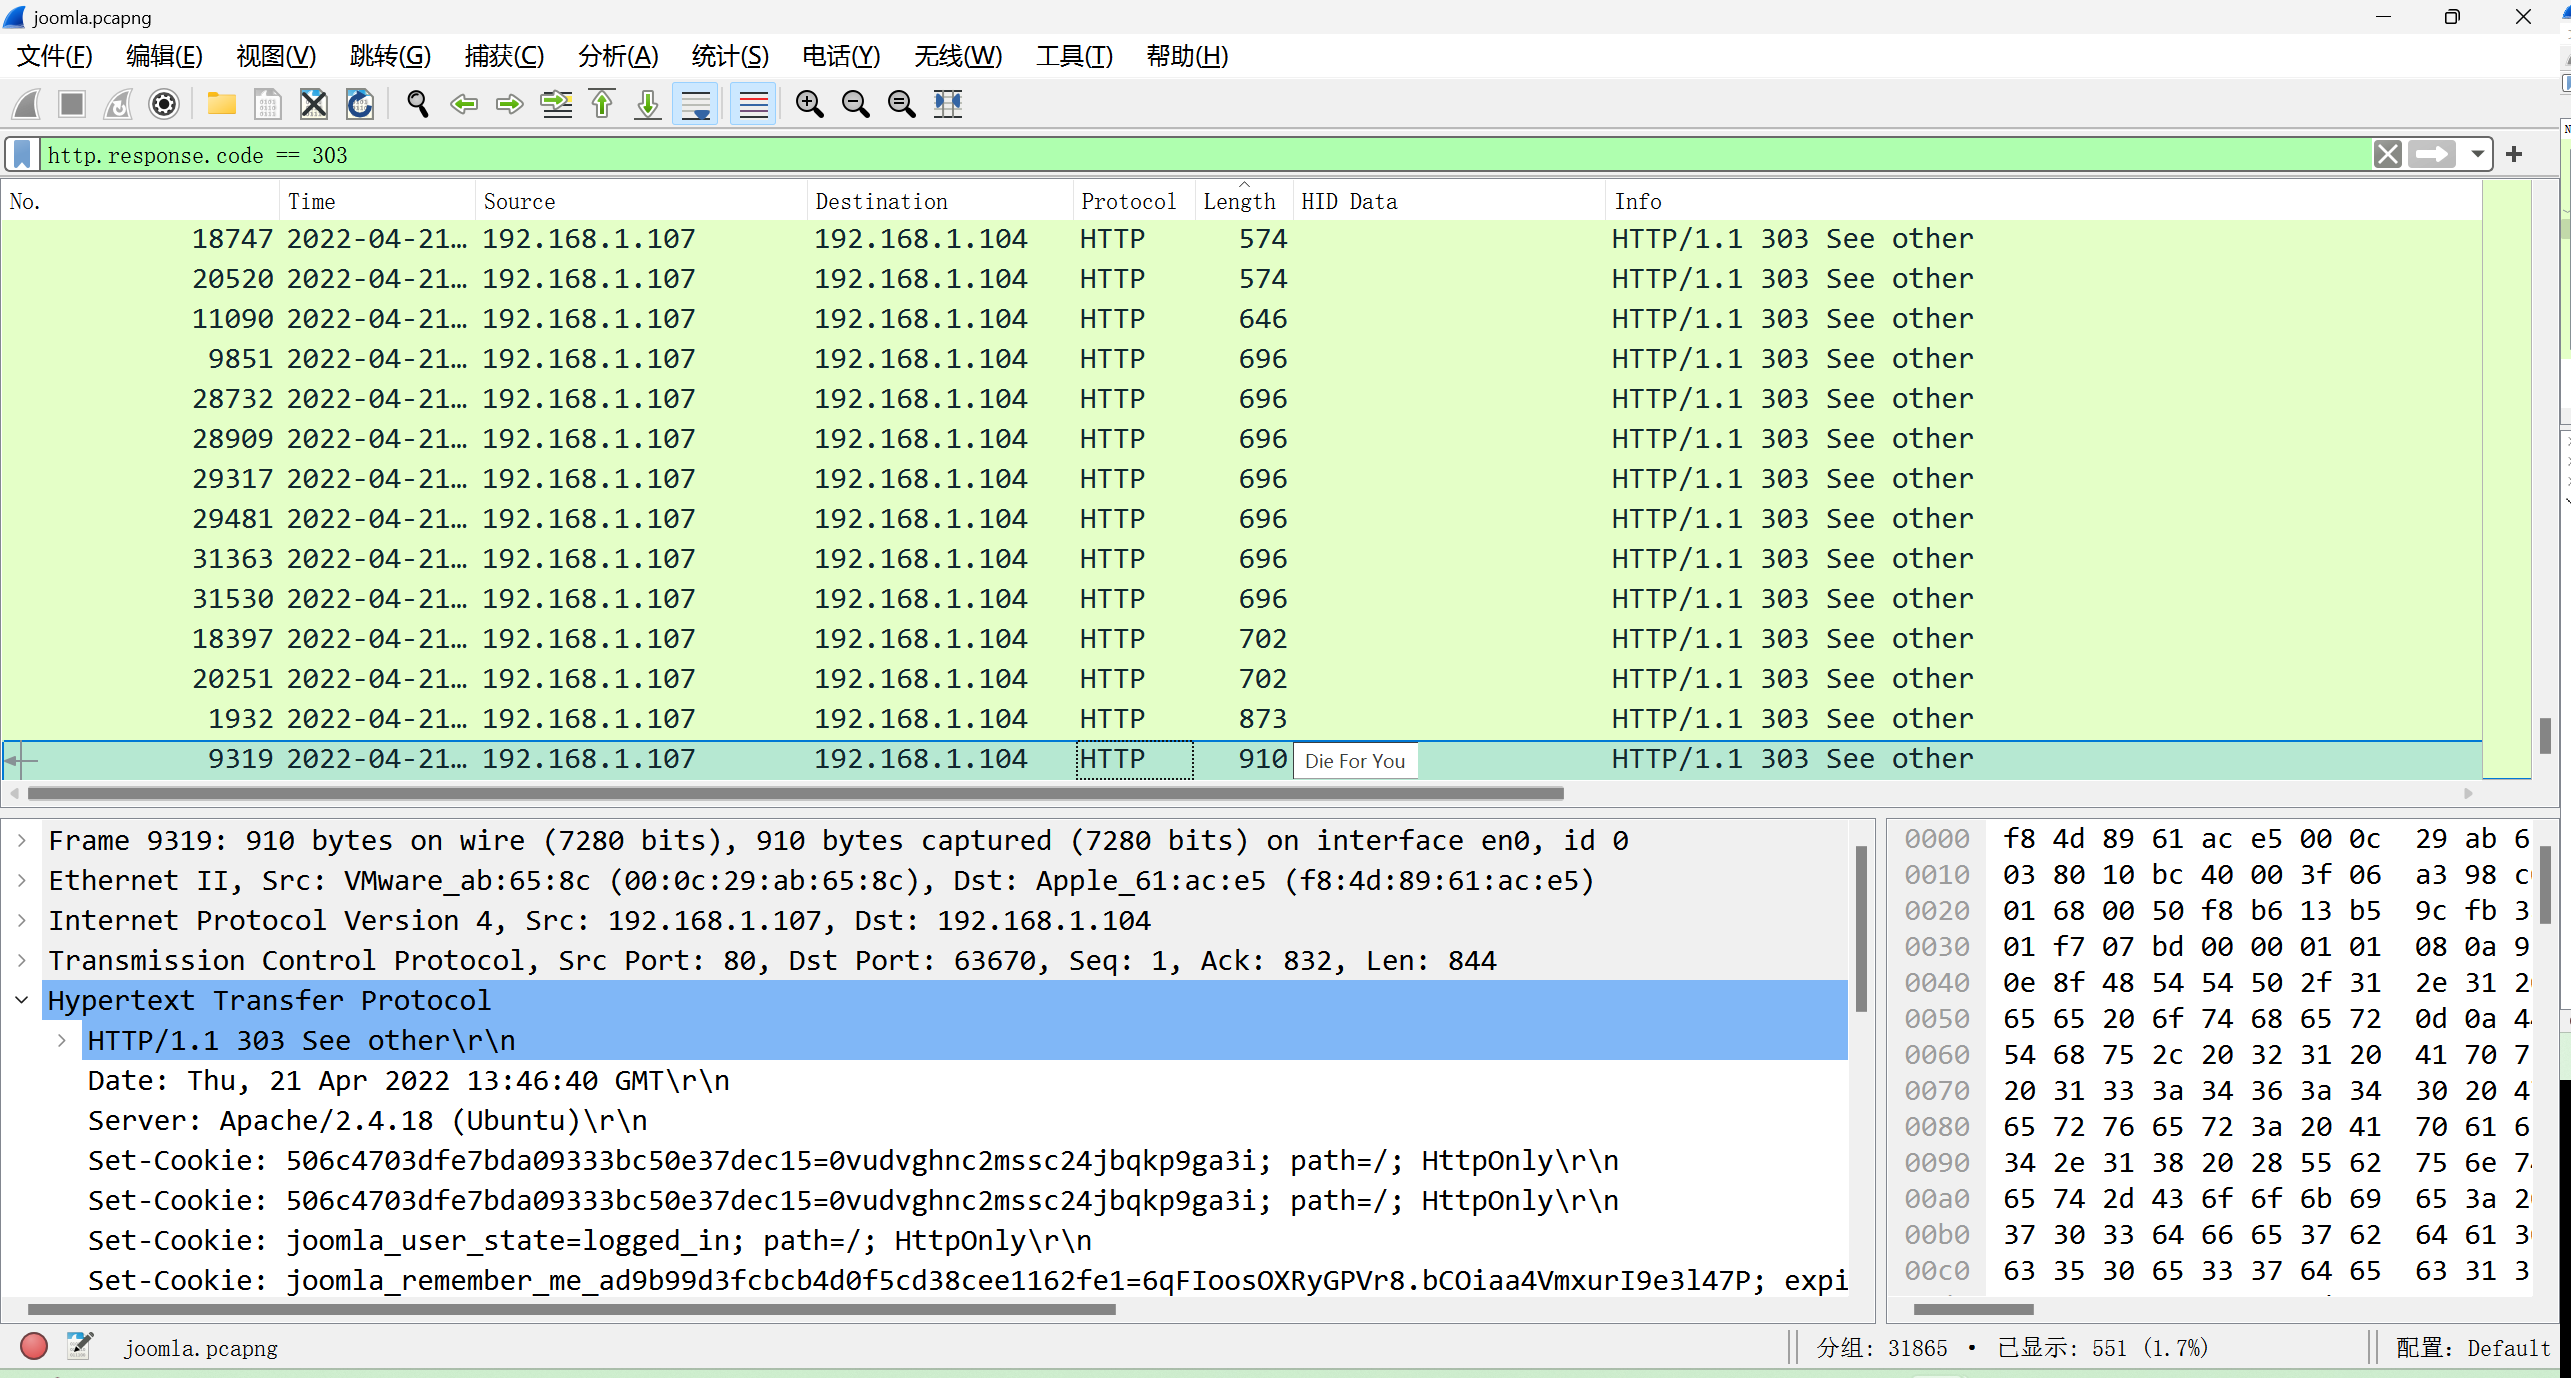 joomla.pcapng
文件(F) 编辑(E) 视图(V) 跳转(G) 捕获(C) 分析(A) 统计(S) 电话(Y) 无线(W) 工具(T) 帮助(H)
http.response.code == 303
No. Time Source Destination Protocol Length HID Data Info
18747 2022-04-21… 192.168.1.107 192.168.1.104 HTTP 574 HTTP/1.1 303 See other
20520 2022-04-21… 192.168.1.107 192.168.1.104 HTTP 574 HTTP/1.1 303 See other
11090 2022-04-21… 192.168.1.107 192.168.1.104 HTTP 646 HTTP/1.1 303 See other
9851 2022-04-21… 192.168.1.107 192.168.1.104 HTTP 696 HTTP/1.1 303 See other
28732 2022-04-21… 192.168.1.107 192.168.1.104 HTTP 696 HTTP/1.1 303 See other
28909 2022-04-21… 192.168.1.107 192.168.1.104 HTTP 696 HTTP/1.1 303 See other
29317 2022-04-21… 192.168.1.107 192.168.1.104 HTTP 696 HTTP/1.1 303 See other
29481 2022-04-21… 192.168.1.107 192.168.1.104 HTTP 696 HTTP/1.1 303 See other
31363 2022-04-21… 192.168.1.107 192.168.1.104 HTTP 696 HTTP/1.1 303 See other
31530 2022-04-21… 192.168.1.107 192.168.1.104 HTTP 696 HTTP/1.1 303 See other
18397 2022-04-21… 192.168.1.107 192.168.1.104 HTTP 702 HTTP/1.1 303 See other
20251 2022-04-21… 192.168.1.107 192.168.1.104 HTTP 702 HTTP/1.1 303 See other
1932 2022-04-21… 192.168.1.107 192.168.1.104 HTTP 873 HTTP/1.1 303 See other
9319 2022-04-21… 192.168.1.107 192.168.1.104 HTTP 910 Die For You HTTP/1.1 303 See other
Frame 9319: 910 bytes on wire (7280 bits), 910 bytes captured (7280 bits) on interface en0, id 0
Ethernet II, Src: VMware_ab:65:8c (00:0c:29:ab:65:8c), Dst: Apple_61:ac:e5 (f8:4d:89:61:ac:e5)
Internet Protocol Version 4, Src: 192.168.1.107, Dst: 192.168.1.104
Transmission Control Protocol, Src Port: 80, Dst Port: 63670, Seq: 1, Ack: 832, Len: 844
Hypertext Transfer Protocol
HTTP/1.1 303 See other\r\n
Date: Thu, 21 Apr 2022 13:46:40 GMT\r\n
Server: Apache/2.4.18 (Ubuntu)\r\n
Set-Cookie: 506c4703dfe7bda09333bc50e37dec15=0vudvghnc2mssc24jbqkp9ga3i; path=/; HttpOnly\r\n
Set-Cookie: 506c4703dfe7bda09333bc50e37dec15=0vudvghnc2mssc24jbqkp9ga3i; path=/; HttpOnly\r\n
Set-Cookie: joomla_user_state=logged_in; path=/; HttpOnly\r\n
Set-Cookie: joomla_remember_me_ad9b99d3fcbcb4d0f5cd38cee1162fe1=6qFIoosOXRyGPVr8.bCOiaa4VmxurI9e3l47P; expi
0000 f8 4d 89 61 ac e5 00 0c 29 ab 6
0010 03 80 10 bc 40 00 3f 06 a3 98 c
0020 01 68 00 50 f8 b6 13 b5 9c fb 3
0030 01 f7 07 bd 00 00 01 01 08 0a 9
0040 0e 8f 48 54 54 50 2f 31 2e 31 2
0050 65 65 20 6f 74 68 65 72 0d 0a 4
0060 54 68 75 2c 20 32 31 20 41 70 7
0070 20 31 33 3a 34 36 3a 34 30 20 4
0080 65 72 76 65 72 3a 20 41 70 61 6
0090 34 2e 31 38 20 28 55 62 75 6e 7
00a0 65 74 2d 43 6f 6f 6b 69 65 3a 2
00b0 37 30 33 64 66 65 37 62 64 61 3
00c0 63 35 30 65 33 37 64 65 63 31 3
joomla.pcapng 分组: 31865 • 已显示: 551 (1.7%) 配置: Default